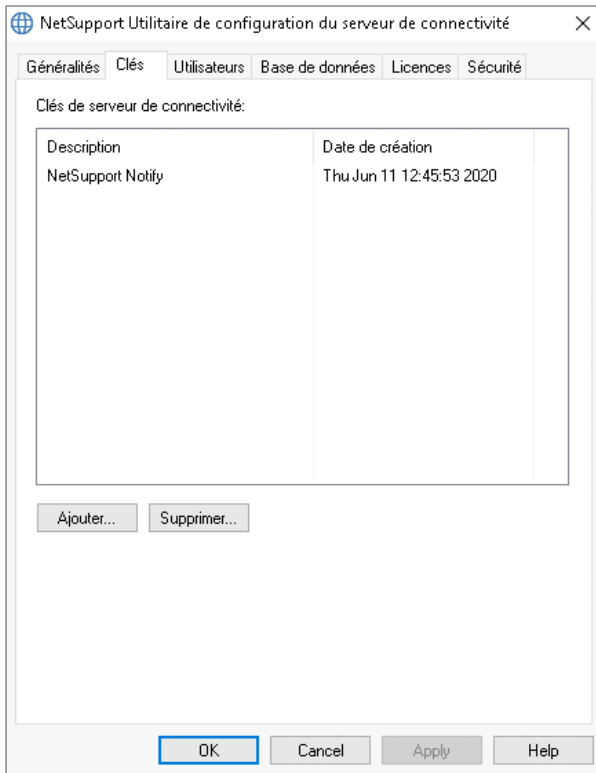 NetSupport Utilitaire de configuration du serveur de connectivité
Généralités Clés Utilisateurs Base de données Licences Sécurité
Clés de serveur de connectivité:
Description Date de création
NetSupport Notify Thu Jun 11 12:45:53 2020
Ajouter... Supprimer...
OK Cancel Apply Help